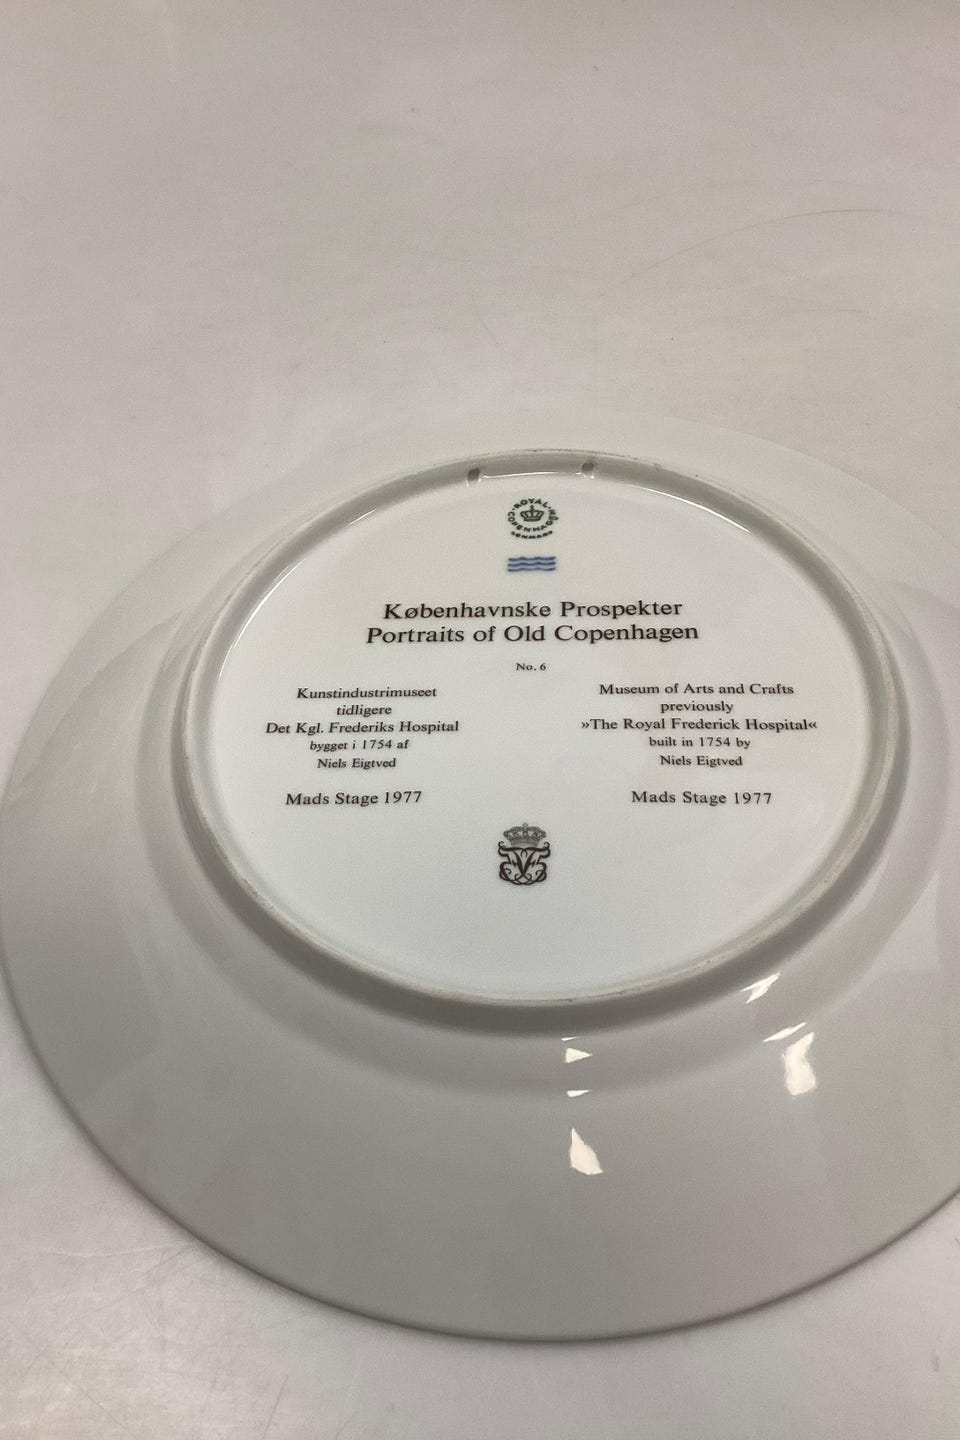 ROYAL COPENHAGEN
DENMARK
Københavnske Prospekter
Portraits of Old Copenhagen
No. 6
Kunstindustrimuseet
tidligere
Det Kgl. Frederiks Hospital
bygget i 1754 af
Niels Eigtved
Mads Stage 1977
Museum of Arts and Crafts
previously
»The Royal Frederick Hospital«
built in 1754 by
Niels Eigtved
Mads Stage 1977